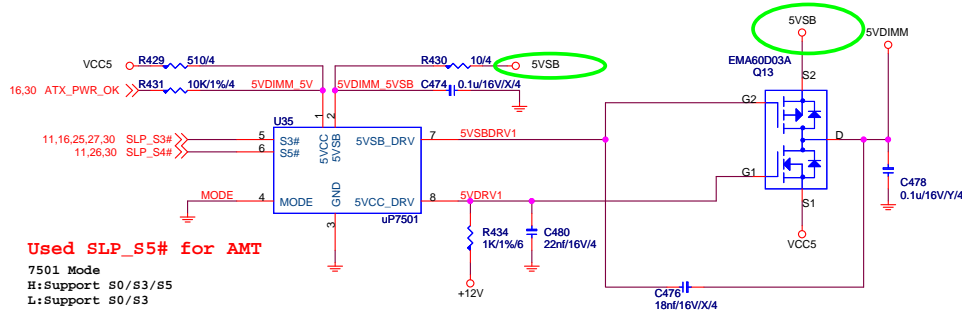 5VSB
5VDIMM
VCC5
R429
510/4
R430
10/4
5VSB
EMA60D03A
Q13
16,30 ATX_PWR_OK
R431
10K/1%/4
5VDIMM_5V
5VDIMM_5VSB
C474
0.1u/16V/X/4
S2
U35
1
2
G2
11,16,25,27,30 SLP_S3#
5
S3#
5VCC
5VSB
5VSB_DRV
7
5VSBDRV1
11,26,30 SLP_S4#
6
S5#
D
MODE
4
MODE
GND
5VCC_DRV
8
5VDRV1
G1
3
uP7501
S1
C478
0.1u/16V/Y/4
R434
1K/1%/6
C480
22nf/16V/4
VCC5
Used SLP_S5# for AMT
7501 Mode
H:Support S0/S3/S5
L:Support S0/S3
+12V
C476
18nf/16V/X/4